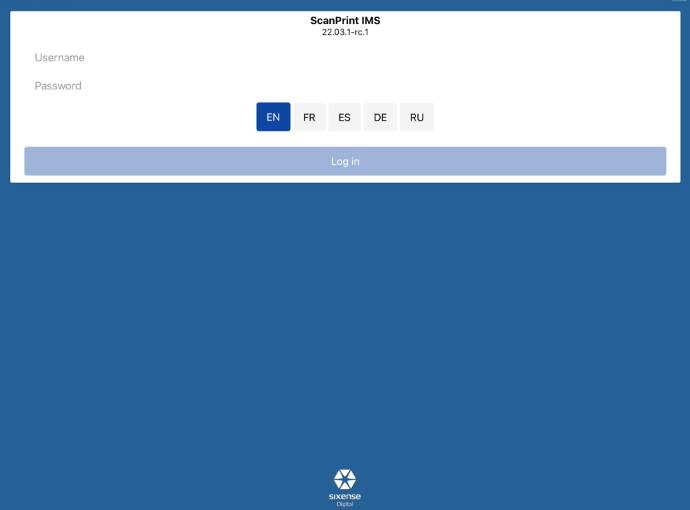 ScanPrint IMS
22.03.1-rc.1
Username
Password
EN FR ES DE RU
Log in
sixense
Digital